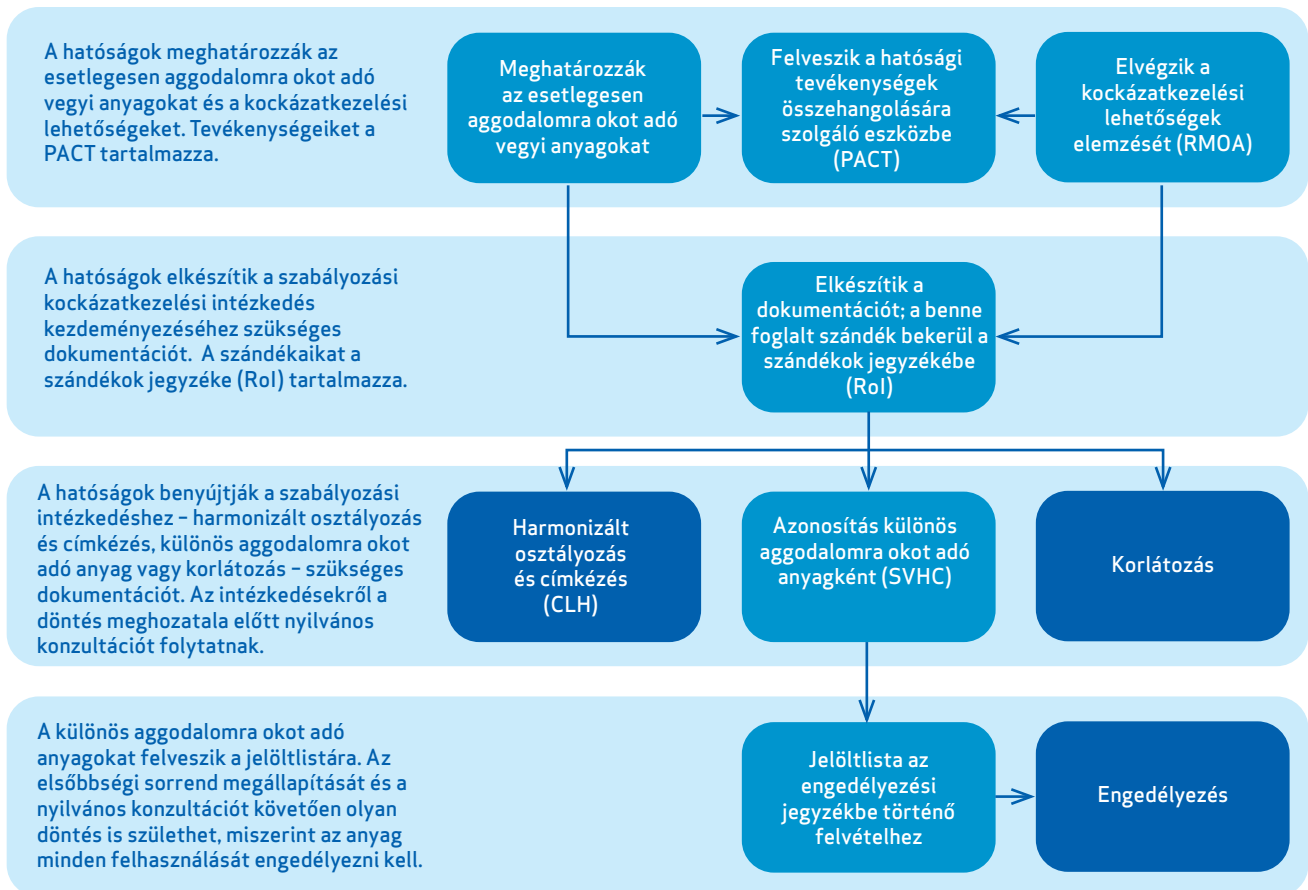 A hatóságok meghatározzák az
esetlegesen aggodalomra okot adó
vegyi anyagokat és a kockázatkezelési
lehetőségeket. Tevékenységeiket a
PACT tartalmazza.
Meghatározzák
az esetlegesen
aggodalomra okot adó
vegyi anyagokat
Felveszik a hatósági
tevékenységek
összehangolására
szolgáló eszközbe
(PACT)
Elvégzik a
kockázatkezelési
lehetőségek
elemzését (RMOA)
A hatóságok elkészítik a szabályozási
kockázatkezelési intézkedés
kezdeményezéséhez szükséges
dokumentációt. A szándékaikat a
szándékok jegyzéke (RoI) tartalmazza.
Elkészítik a
dokumentációt; a benne
foglalt szándék bekerül a
szándékok jegyzékébe
(RoI)
A hatóságok benyújtják a szabályozási
intézkedéshez – harmonizált osztályozás
és címkézés, különös aggodalomra okot
adó anyag vagy korlátozás – szükséges
dokumentációt. Az intézkedésekről a
döntés meghozatala előtt nyilvános
konzultációt folytatnak.
Harmonizált
osztályozás
és címkézés
(CLH)
Azonosítás különös
aggodalomra okot adó
anyagként (SVHC)
Korlátozás
A különös aggodalomra okot adó
anyagokat felveszik a jelöltlistára. Az
elsőbbségi sorrend megállapítását és a
nyilvános konzultációt követően olyan
döntés is születhet, miszerint az anyag
minden felhasználását engedélyezni kell.
Jelöltlista az
engedélyezési
jegyzékbe történő
felvételhez
Engedélyezés